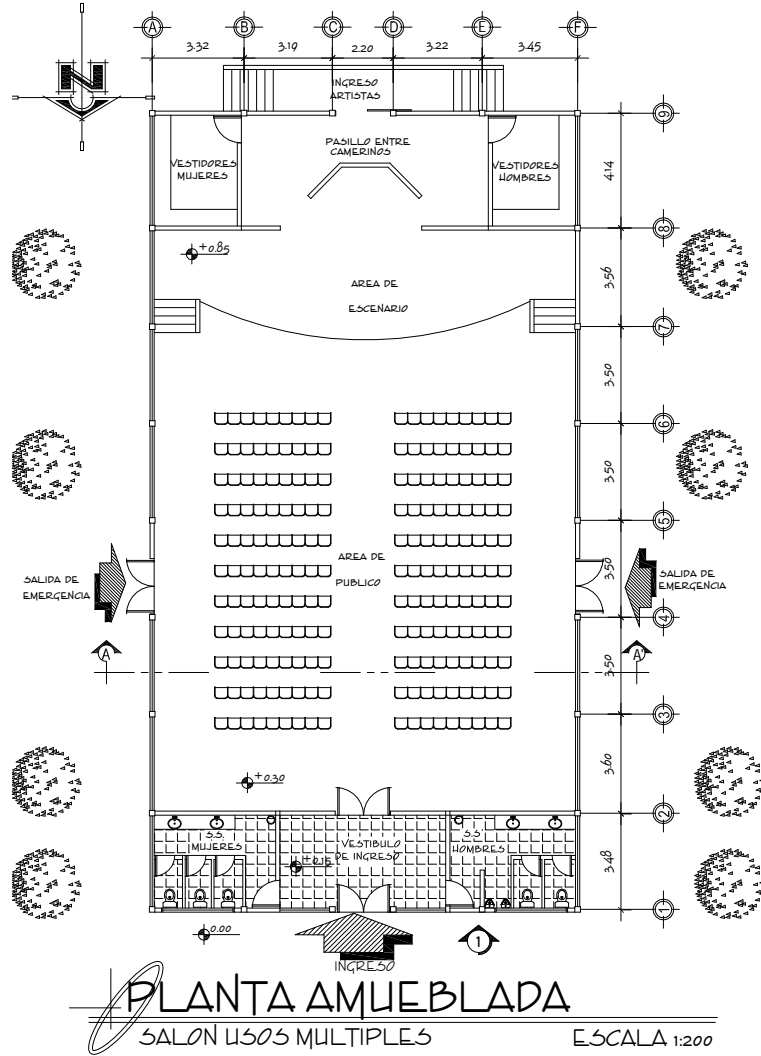 A B C D E F
3.32 3.19 2.20 3.22 3.45
N
INGRESO
ARTISTAS
9
PASILLO ENTRE
CAMERINOS
VESTIDORES
MUJERES
VESTIDORES
HOMBRES
4.14
8
+0.85
AREA DE
ESCENARIO
3.56
7
3.50
6
3.50
5
AREA DE
PUBLICO
3.50
SALIDA DE
EMERGENCIA
SALIDA DE
EMERGENCIA
4
A
A'
3.50
3
3.60
+0.30
2
S.S.
MUJERES
VESTIBULO
DE INGRESO
S.S
HOMBRES
+0.15
3.48
1
0.00
1
INGRESO
PLANTA AMUEBLADA
SALON USOS MULTIPLES
ESCALA 1:200